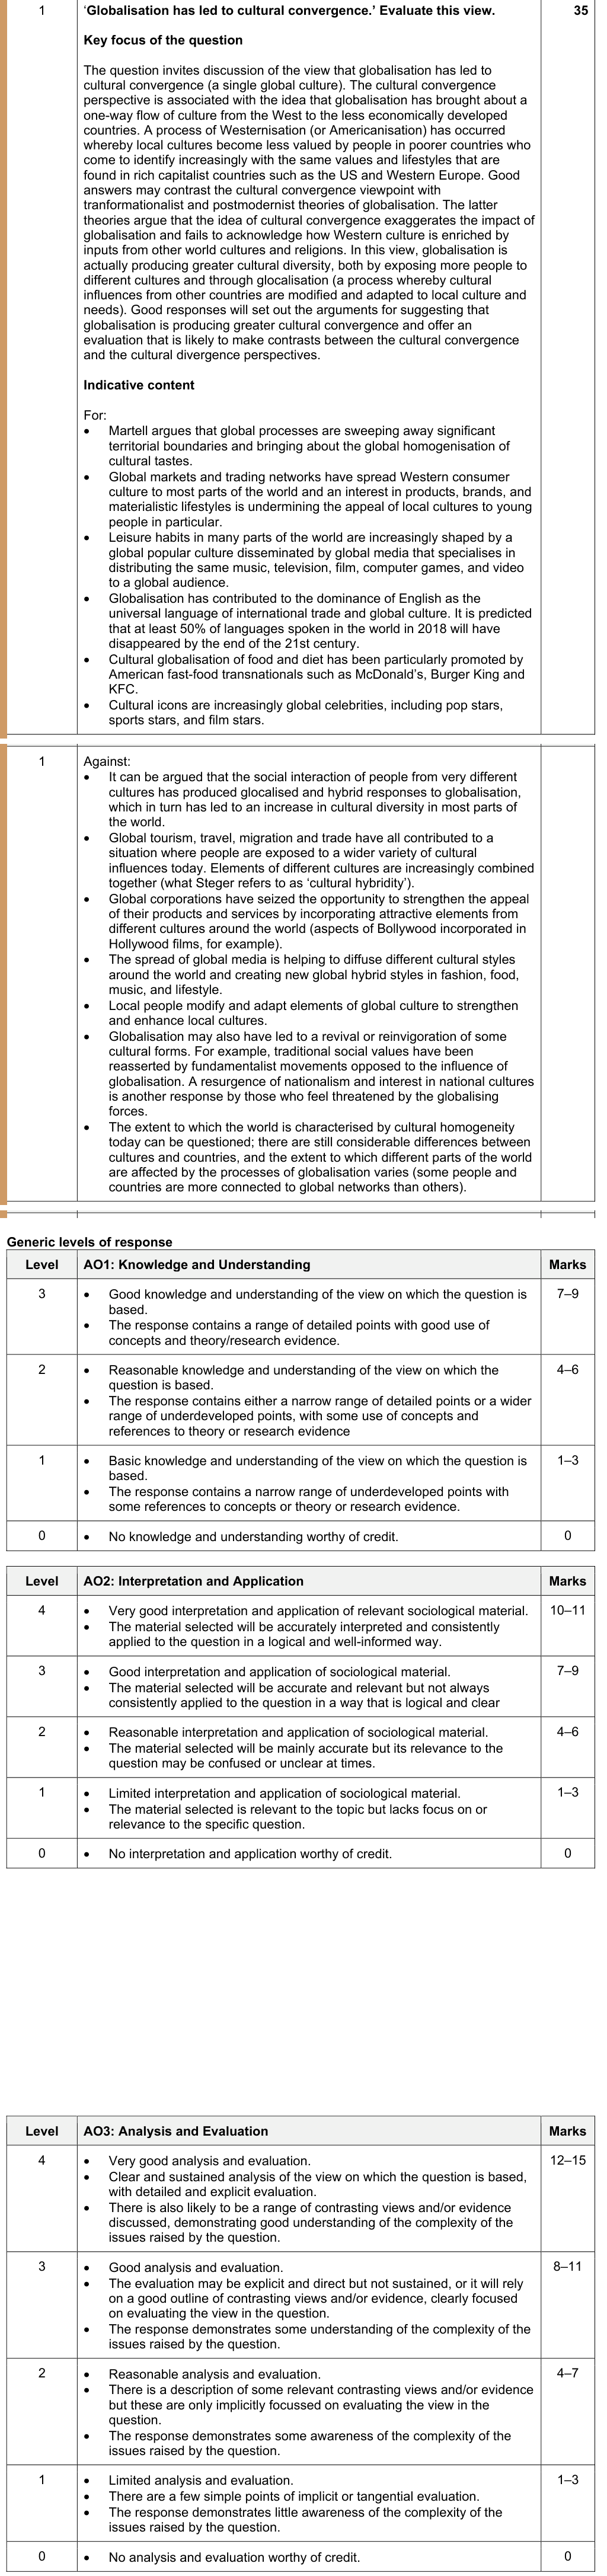 1 ‘Globalisation has led to cultural convergence.’ Evaluate this view. 35
Key focus of the question
The question invites discussion of the view that globalisation has led to
cultural convergence (a single global culture). The cultural convergence
perspective is associated with the idea that globalisation has brought about a
one-way flow of culture from the West to the less economically developed
countries. A process of Westernisation (or Americanisation) has occurred
whereby local cultures become less valued by people in poorer countries who
come to identify increasingly with the same values and lifestyles that are
found in rich capitalist countries such as the US and Western Europe. Good
answers may contrast the cultural convergence viewpoint with
tranformationalist and postmodernist theories of globalisation. The latter
theories argue that the idea of cultural convergence exaggerates the impact of
globalisation and fails to acknowledge how Western culture is enriched by
inputs from other world cultures and religions. In this view, globalisation is
actually producing greater cultural diversity, both by exposing more people to
different cultures and through glocalisation (a process whereby cultural
influences from other countries are modified and adapted to local culture and
needs). Good responses will set out the arguments for suggesting that
globalisation is producing greater cultural convergence and offer an
evaluation that is likely to make contrasts between the cultural convergence
and the cultural divergence perspectives.
Indicative content
For:
• Martell argues that global processes are sweeping away significant
territorial boundaries and bringing about the global homogenisation of
cultural tastes.
• Global markets and trading networks have spread Western consumer
culture to most parts of the world and an interest in products, brands, and
materialistic lifestyles is undermining the appeal of local cultures to young
people in particular.
• Leisure habits in many parts of the world are increasingly shaped by a
global popular culture disseminated by global media that specialises in
distributing the same music, television, film, computer games, and video
to a global audience.
• Globalisation has contributed to the dominance of English as the
universal language of international trade and global culture. It is predicted
that at least 50% of languages spoken in the world in 2018 will have
disappeared by the end of the 21st century.
• Cultural globalisation of food and diet has been particularly promoted by
American fast-food transnationals such as McDonald’s, Burger King and
KFC.
• Cultural icons are increasingly global celebrities, including pop stars,
sports stars, and film stars.
1 Against:
• It can be argued that the social interaction of people from very different
cultures has produced glocalised and hybrid responses to globalisation,
which in turn has led to an increase in cultural diversity in most parts of
the world.
• Global tourism, travel, migration and trade have all contributed to a
situation where people are exposed to a wider variety of cultural
influences today. Elements of different cultures are increasingly combined
together (what Steger refers to as ‘cultural hybridity’).
• Global corporations have seized the opportunity to strengthen the appeal
of their products and services by incorporating attractive elements from
different cultures around the world (aspects of Bollywood incorporated in
Hollywood films, for example).
• The spread of global media is helping to diffuse different cultural styles
around the world and creating new global hybrid styles in fashion, food,
music, and lifestyle.
• Local people modify and adapt elements of global culture to strengthen
and enhance local cultures.
• Globalisation may also have led to a revival or reinvigoration of some
cultural forms. For example, traditional social values have been
reasserted by fundamentalist movements opposed to the influence of
globalisation. A resurgence of nationalism and interest in national cultures
is another response by those who feel threatened by the globalising
forces.
• The extent to which the world is characterised by cultural homogeneity
today can be questioned; there are still considerable differences between
cultures and countries, and the extent to which different parts of the world
are affected by the processes of globalisation varies (some people and
countries are more connected to global networks than others).
Generic levels of response
Level AO1: Knowledge and Understanding Marks
3 • Good knowledge and understanding of the view on which the question is 7–9
based.
• The response contains a range of detailed points with good use of
concepts and theory/research evidence.
2 • Reasonable knowledge and understanding of the view on which the 4–6
question is based.
• The response contains either a narrow range of detailed points or a wider
range of underdeveloped points, with some use of concepts and
references to theory or research evidence
1 • Basic knowledge and understanding of the view on which the question is 1–3
based.
• The response contains a narrow range of underdeveloped points with
some references to concepts or theory or research evidence.
0 • No knowledge and understanding worthy of credit. 0
Level AO2: Interpretation and Application Marks
4 • Very good interpretation and application of relevant sociological material. 10–11
• The material selected will be accurately interpreted and consistently
applied to the question in a logical and well-informed way.
3 • Good interpretation and application of sociological material. 7–9
• The material selected will be accurate and relevant but not always
consistently applied to the question in a way that is logical and clear
2 • Reasonable interpretation and application of sociological material. 4–6
• The material selected will be mainly accurate but its relevance to the
question may be confused or unclear at times.
1 • Limited interpretation and application of sociological material. 1–3
• The material selected is relevant to the topic but lacks focus on or
relevance to the specific question.
0 • No interpretation and application worthy of credit. 0
Level AO3: Analysis and Evaluation Marks
4 • Very good analysis and evaluation. 12–15
• Clear and sustained analysis of the view on which the question is based,
with detailed and explicit evaluation.
• There is also likely to be a range of contrasting views and/or evidence
discussed, demonstrating good understanding of the complexity of the
issues raised by the question.
3 • Good analysis and evaluation. 8–11
• The evaluation may be explicit and direct but not sustained, or it will rely
on a good outline of contrasting views and/or evidence, clearly focused
on evaluating the view in the question.
• The response demonstrates some understanding of the complexity of the
issues raised by the question.
2 • Reasonable analysis and evaluation. 4–7
• There is a description of some relevant contrasting views and/or evidence
but these are only implicitly focussed on evaluating the view in the
question.
• The response demonstrates some awareness of the complexity of the
issues raised by the question.
1 • Limited analysis and evaluation. 1–3
• There are a few simple points of implicit or tangential evaluation.
• The response demonstrates little awareness of the complexity of the
issues raised by the question.
0 • No analysis and evaluation worthy of credit. 0